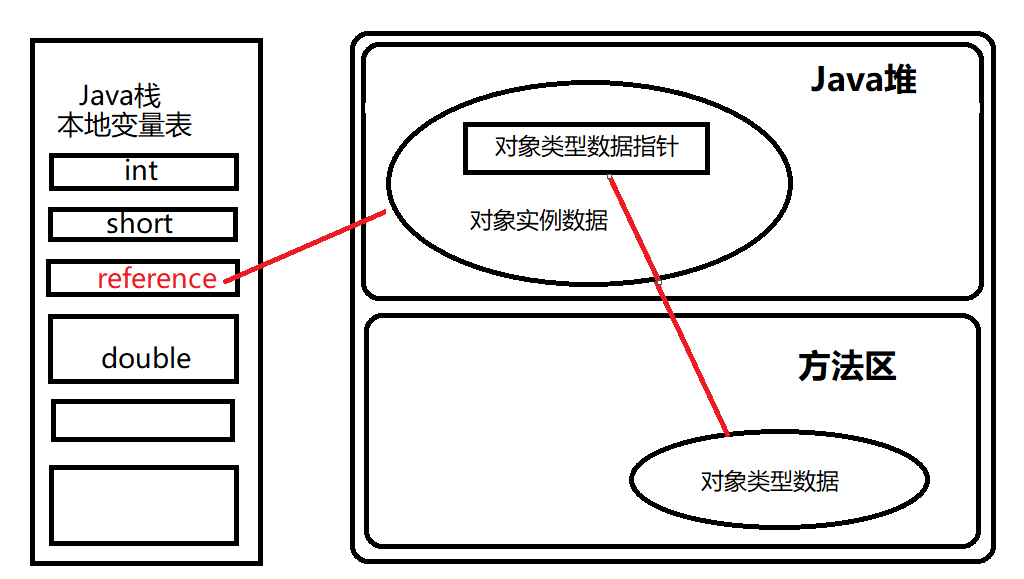 Java栈
本地变量表
int
short
reference
double
Java堆
对象类型数据指针
对象实例数据
方法区
对象类型数据